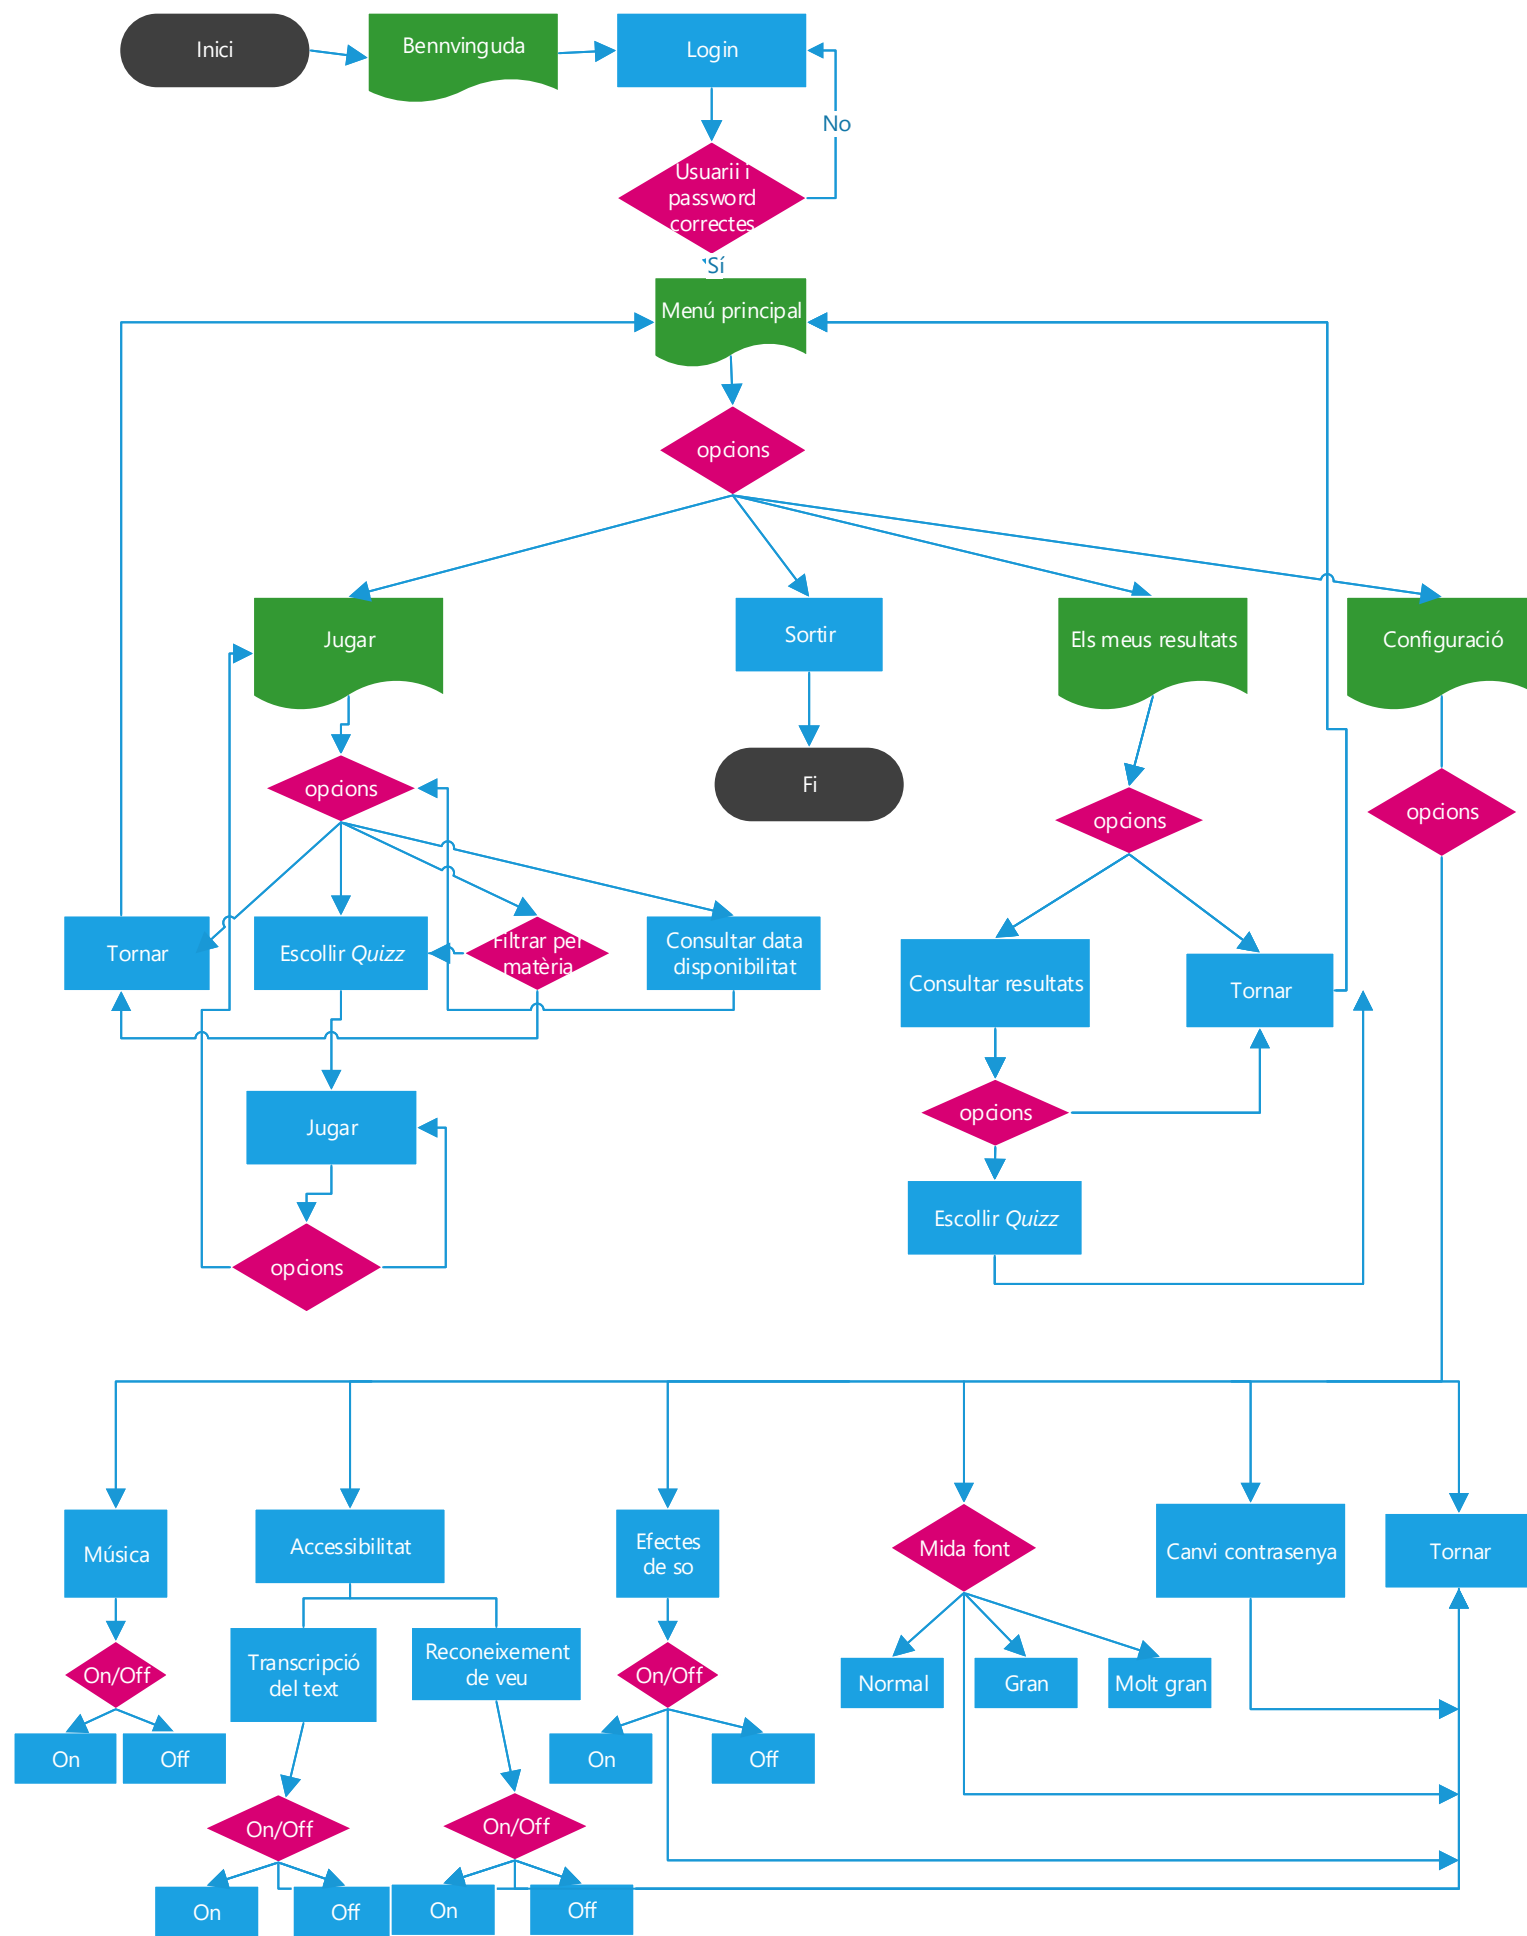 Inici
Bennvinguda
Login
No
Usuarii i
password
correctes
Sí
Menú principal
opcions
Jugar
Sortir
Els meus resultats
Configuració
opcions
Fi
opcions
opcions
Tornar
Escollir Quizz
Filtrar per
matèria
Consultar data
disponibilitat
Consultar resultats
Tornar
Jugar
opcions
Escollir Quizz
opcions
Música
Accessibilitat
Efectes
de so
Mida font
Canvi contrasenya
Tornar
On/Off
Transcripció
del text
Reconeixement
de veu
On/Off
Normal
Gran
Molt gran
On
Off
On
Off
On/Off
On/Off
On
Off
On
Off